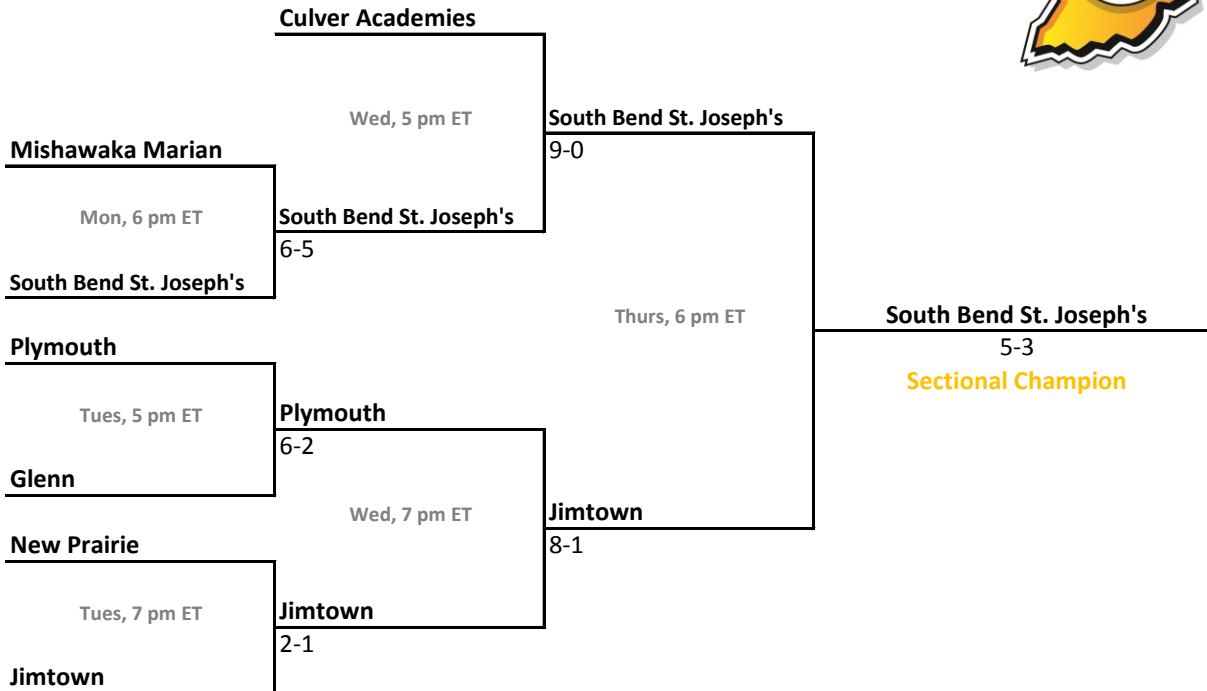 Culver Academies
Wed, 5 pm ET
South Bend St. Joseph's
Mishawaka Marian
9-0
Mon, 6 pm ET
South Bend St. Joseph's
6-5
South Bend St. Joseph's
Thurs, 6 pm ET
South Bend St. Joseph's
Plymouth
5-3
Sectional Champion
Tues, 5 pm ET
Plymouth
6-2
Glenn
Wed, 7 pm ET
Jimtown
New Prairie
8-1
Tues, 7 pm ET
Jimtown
2-1
Jimtown